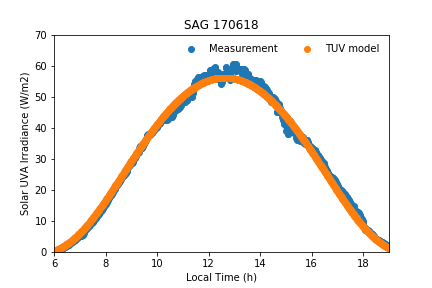 SAG 170618
Measurement TUV model
70
60
50
40
30
20
10
0
Solar UVA Irradiance (W/m2)
6 8 10 12 14 16 18
Local Time (h)